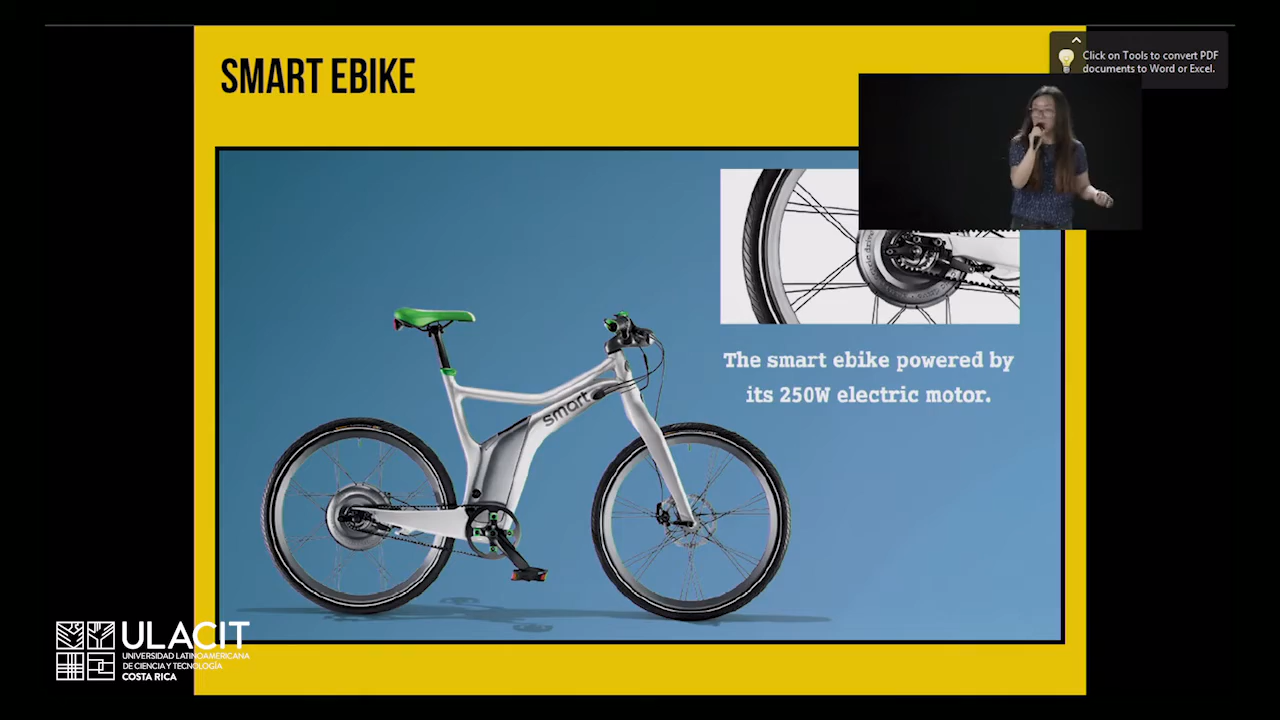 SMART EBIKE
Click on Tools to convert PDF
documents to Word or Excel.
The smart ebike powered by
its 250W electric motor.
smart
ULACIT
UNIVERSIDAD LATINOAMERICANA
DE CIENCIA Y TECNOLOGÍA
COSTA RICA